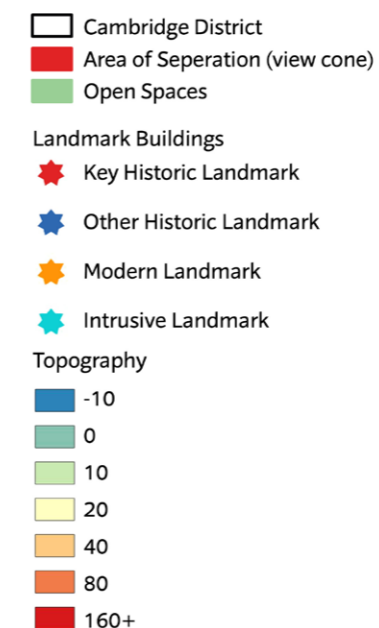 Cambridge District
Area of Seperation (view cone)
Open Spaces
Landmark Buildings
Key Historic Landmark
Other Historic Landmark
Modern Landmark
Intrusive Landmark
Topography
-10
0
10
20
40
80
160+